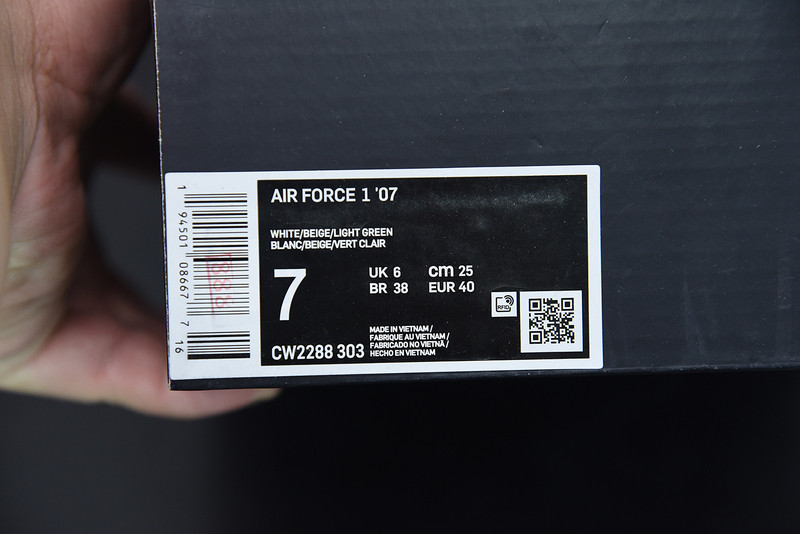 AIR FORCE 1 '07
WHITE/BEIGE/LIGHT GREEN
BLANC/BEIGE/VERT CLAIR
7
UK 6 cm 25
BR 38 EUR 40
RFID
CW2288 303
MADE IN VIETNAM /
FABRIQUE AU VIETNAM /
FABRICADO NO VIETNÃ /
HECHO EN VIETNAM
1 94501 08667 7 16